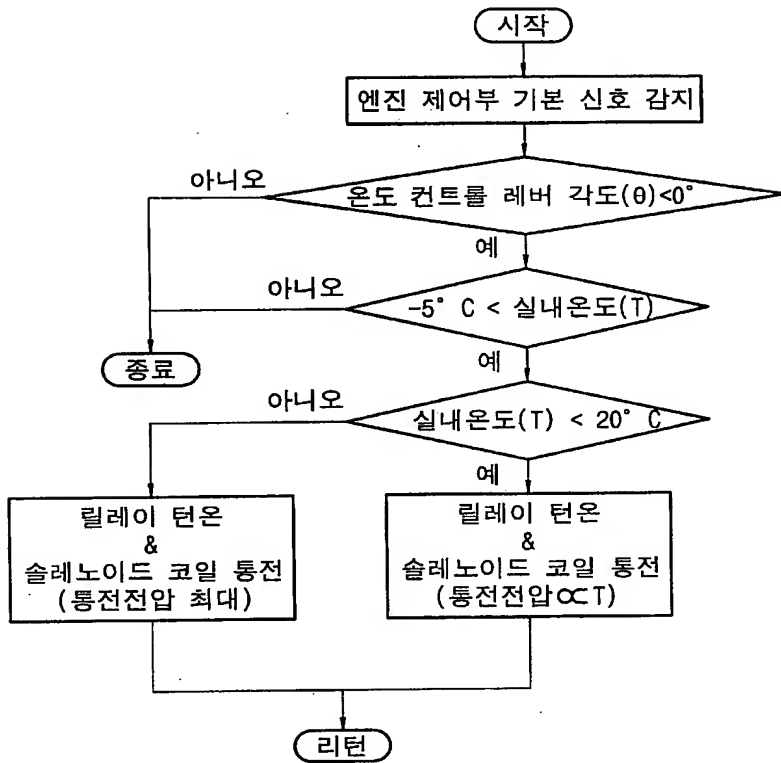 시작
엔진 제어부 기본 신호 감지
아니오
온도 컨트롤 레버 각도(θ)<0°
예
아니오
-5° C < 실내온도(T)
종료
예
아니오
실내온도(T) < 20° C
예
릴레이 턴온
&
솔레노이드 코일 통전
(통전전압 최대)
릴레이 턴온
&
솔레노이드 코일 통전
(통전전압∝T)
리턴